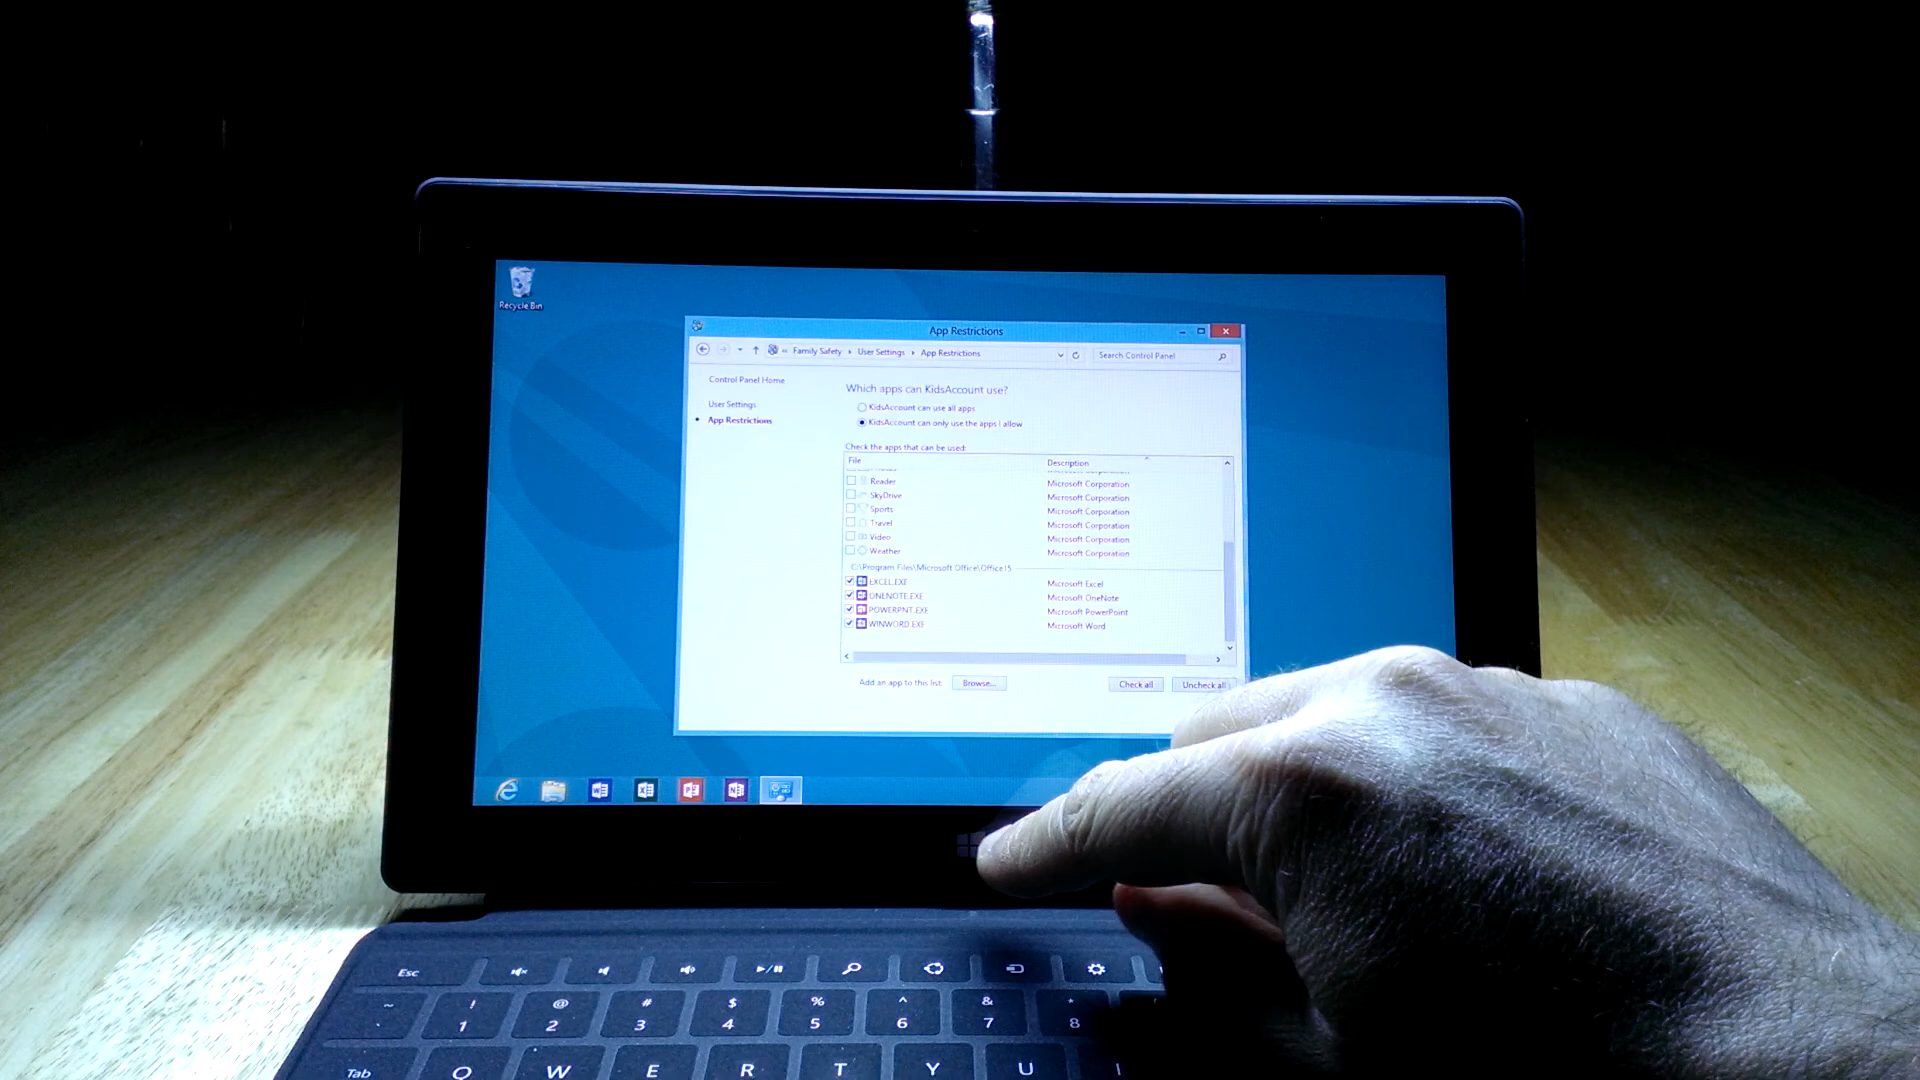 Recycle Bin
App Restrictions
« Family Safety › User Settings › App Restrictions
Search Control Panel
Control Panel Home
User Settings
• App Restrictions
Which apps can KidsAccount use?
KidsAccount can use all apps
KidsAccount can only use the apps I allow
Check the apps that can be used:
File Description
Microsoft Corporation
Reader Microsoft Corporation
SkyDrive Microsoft Corporation
Sports Microsoft Corporation
Travel Microsoft Corporation
Video Microsoft Corporation
Weather Microsoft Corporation
C:\Program Files\Microsoft Office\Office15
EXCEL.EXE Microsoft Excel
ONENOTE.EXE Microsoft OneNote
POWERPNT.EXE Microsoft PowerPoint
WINWORD.EXE Microsoft Word
Add an app to this list: Browse... Check all Uncheck all
Esc
~ ! @ # $ % ^ & *
` 1 2 3 4 5 6 7 8
Tab Q W E R T Y U I